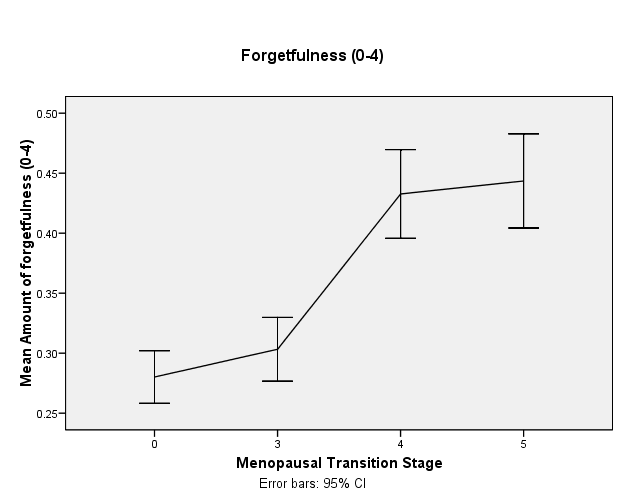 Forgetfulness (0-4)
Mean Amount of forgetfulness (0-4)
0.50
0.45
0.40
0.35
0.30
0.25
0 3 4 5
Menopausal Transition Stage
Error bars: 95% CI